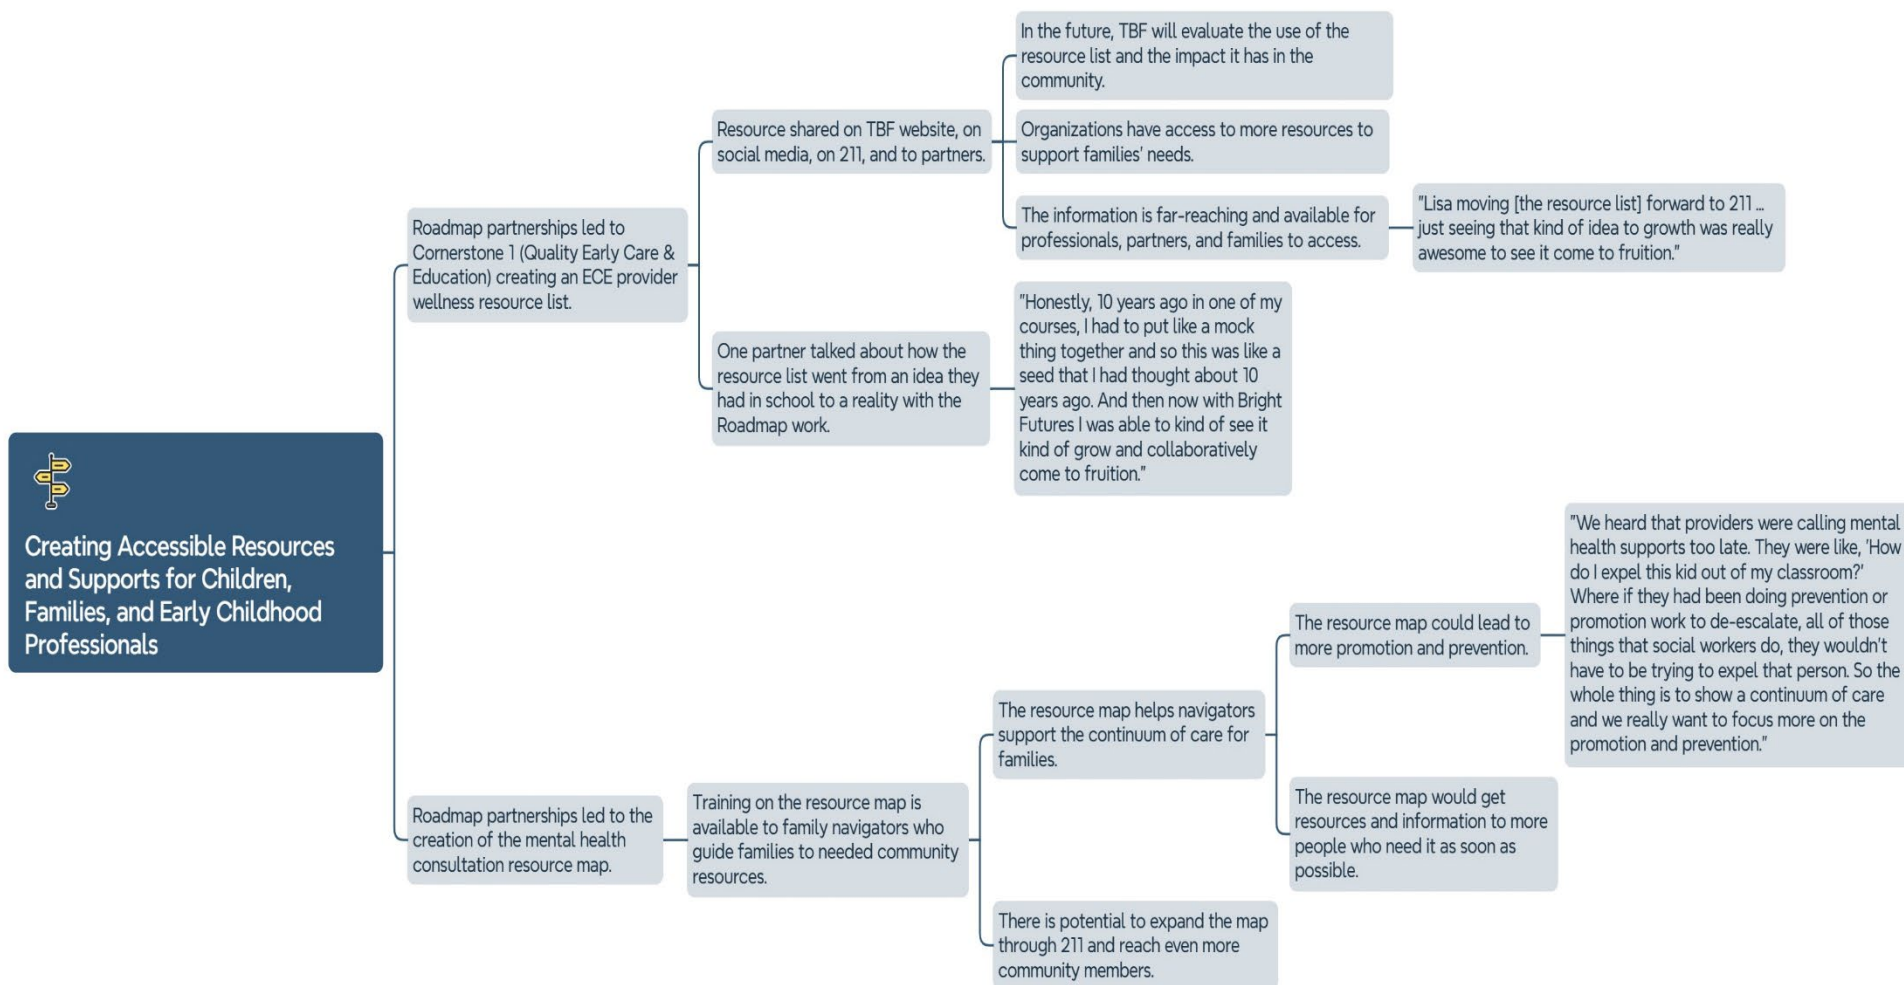 Creating Accessible Resources
and Supports for Children,
Families, and Early Childhood
Professionals
Roadmap partnerships led to
Cornerstone 1 (Quality Early Care &
Education) creating an ECE provider
wellness resource list.
Resource shared on TBF website, on
social media, on 211, and to partners.
In the future, TBF will evaluate the use of the
resource list and the impact it has in the
community.
Organizations have access to more resources to
support families' needs.
The information is far-reaching and available for
professionals, partners, and families to access.
"Lisa moving [the resource list] forward to 211 ...
just seeing that kind of idea to growth was really
awesome to see it come to fruition."
One partner talked about how the
resource list went from an idea they
had in school to a reality with the
Roadmap work.
"Honestly, 10 years ago in one of my
courses, I had to put like a mock
thing together and so this was like a
seed that I had thought about 10
years ago. And then now with Bright
Futures I was able to kind of see it
kind of grow and collaboratively
come to fruition."
Roadmap partnerships led to the
creation of the mental health
consultation resource map.
Training on the resource map is
available to family navigators who
guide families to needed community
resources.
The resource map helps navigators
support the continuum of care for
families.
The resource map could lead to
more promotion and prevention.
"We heard that providers were calling mental
health supports too late. They were like, 'How
do I expel this kid out of my classroom?'
Where if they had been doing prevention or
promotion work to de-escalate, all of those
things that social workers do, they wouldn't
have to be trying to expel that person. So the
whole thing is to show a continuum of care
and we really want to focus more on the
promotion and prevention."
The resource map would get
resources and information to more
people who need it as soon as
possible.
There is potential to expand the map
through 211 and reach even more
community members.